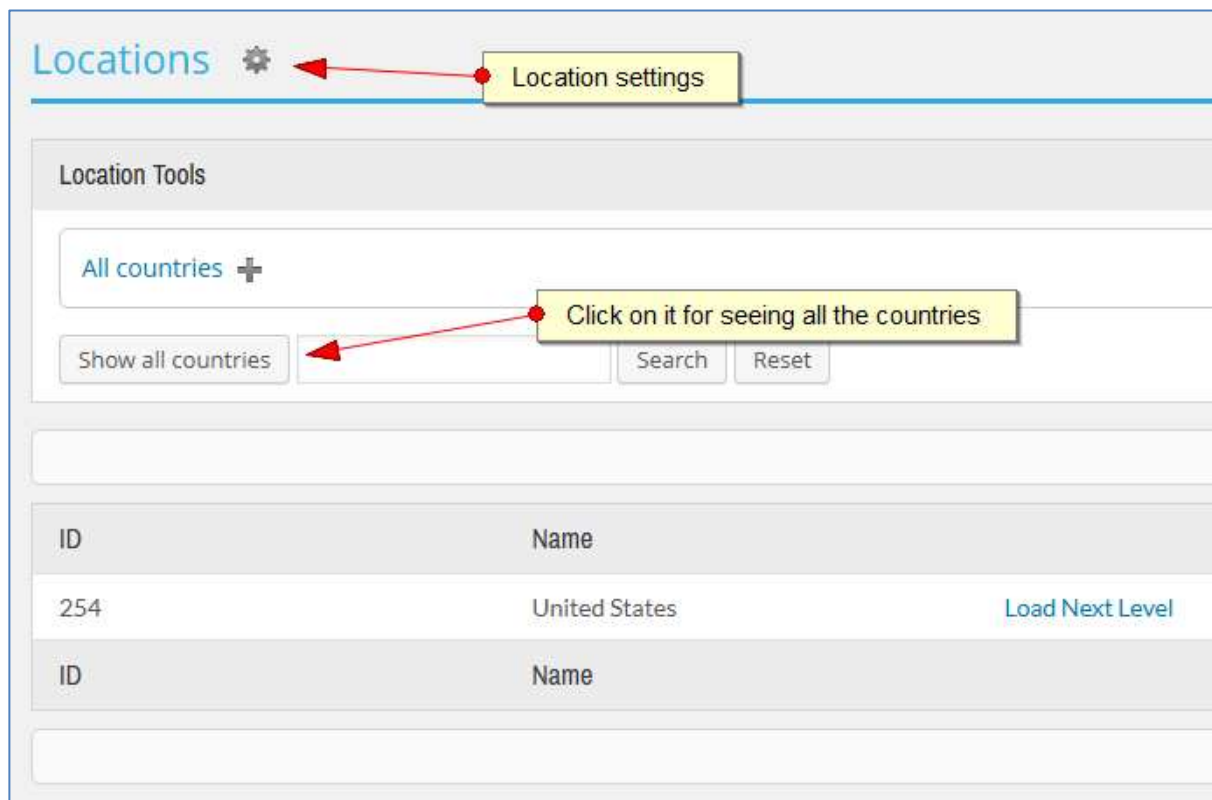 Locations
Location settings
Location Tools
All countries
Click on it for seeing all the countries
Show all countries Search Reset
ID Name
254 United States Load Next Level
ID Name